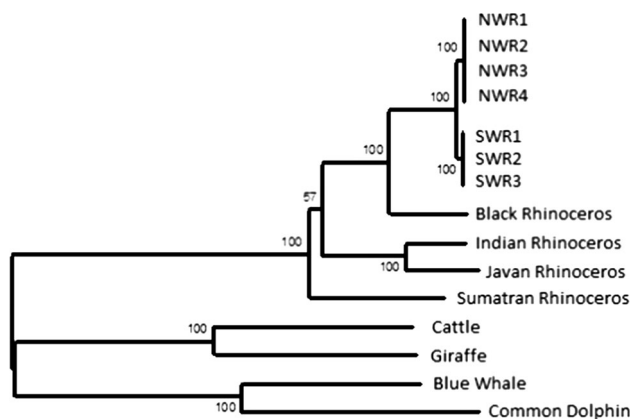 NWR1
100
NWR2
NWR3
100
NWR4
SWR1
100
SWR2
100
SWR3
57
Black Rhinoceros
100
Indian Rhinoceros
100
Javan Rhinoceros
Sumatran Rhinoceros
100
Cattle
Giraffe
Blue Whale
100
Common Dolphin